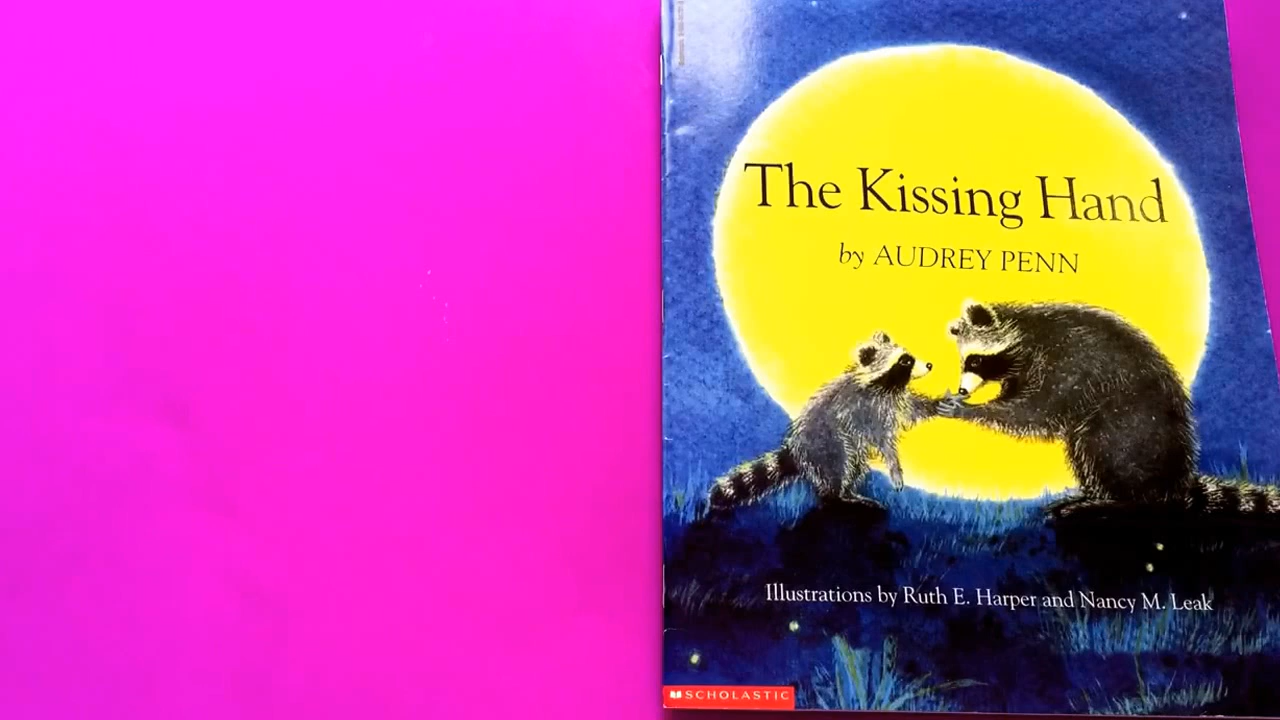 The Kissing Hand
by AUDREY PENN
Illustrations by Ruth E. Harper and Nancy M. Leak
SCHOLASTIC